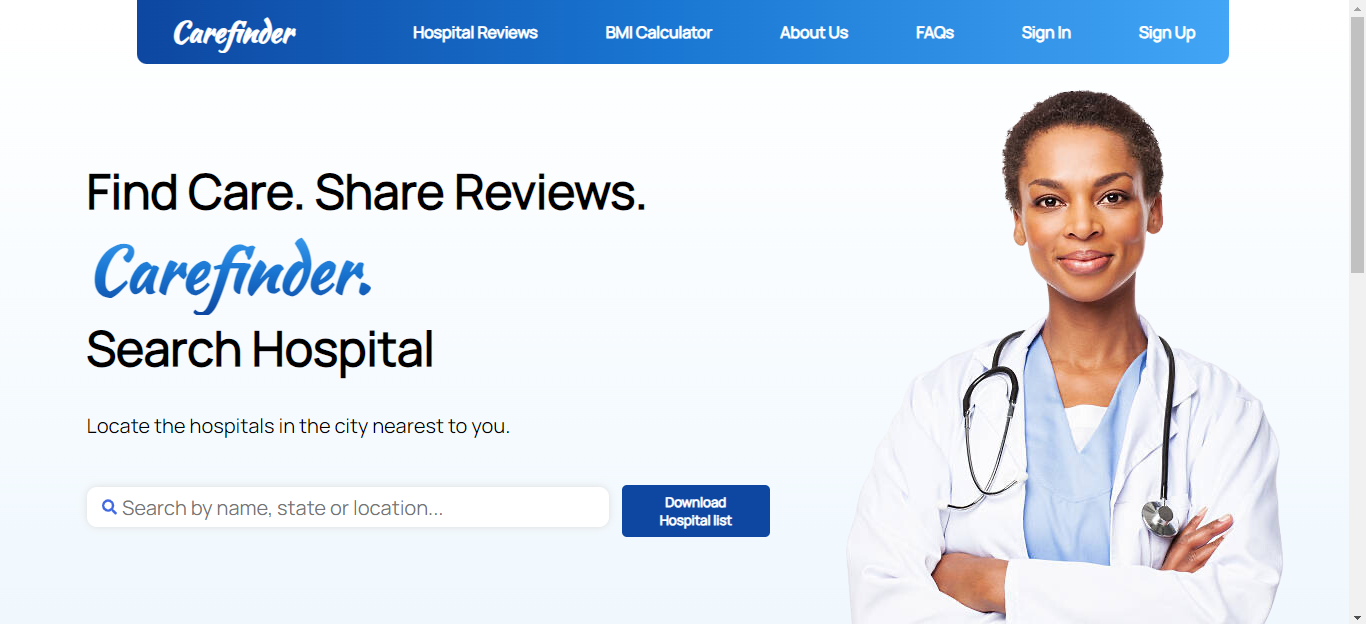 Carefinder Hospital Reviews BMI Calculator About Us FAQs Sign In Sign Up
Find Care. Share Reviews.
Carefinder.
Search Hospital
Locate the hospitals in the city nearest to you.
Search by name, state or location...
Download
Hospital list